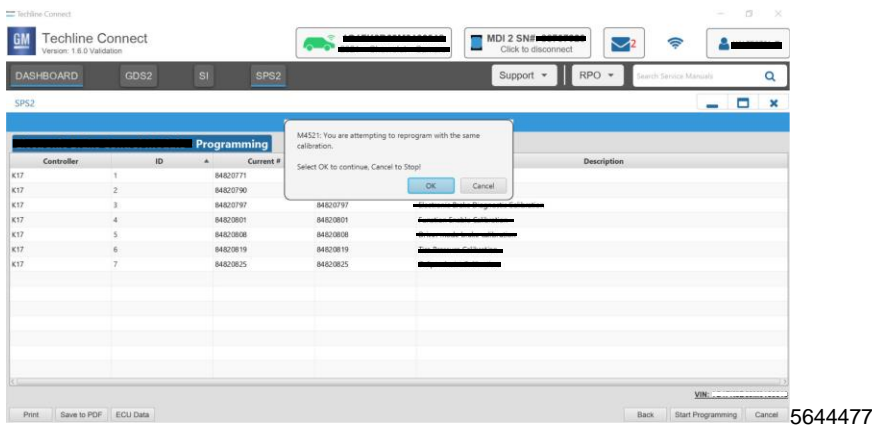 Techline Connect
GM Techline Connect
Version: 1.6.0 Validation
MDI 2 SN#:
Click to disconnect
2
DASHBOARD GDS2 SI SPS2 Support RPO Search Service Manuals
SPS2
M4521: You are attempting to reprogram with the same
calibration.
Select OK to continue, Cancel to Stop!
OK Cancel
Programming
Controller ID Current # Description
K17 1 84820771
K17 2 84820790
K17 3 84820797 84820797
K17 4 84820801 84820801
K17 5 84820808 84820808
K17 6 84820819 84820819
K17 7 84820825 84820825
VIN:
Print Save to PDF ECU Data Back Start Programming Cancel
5644477